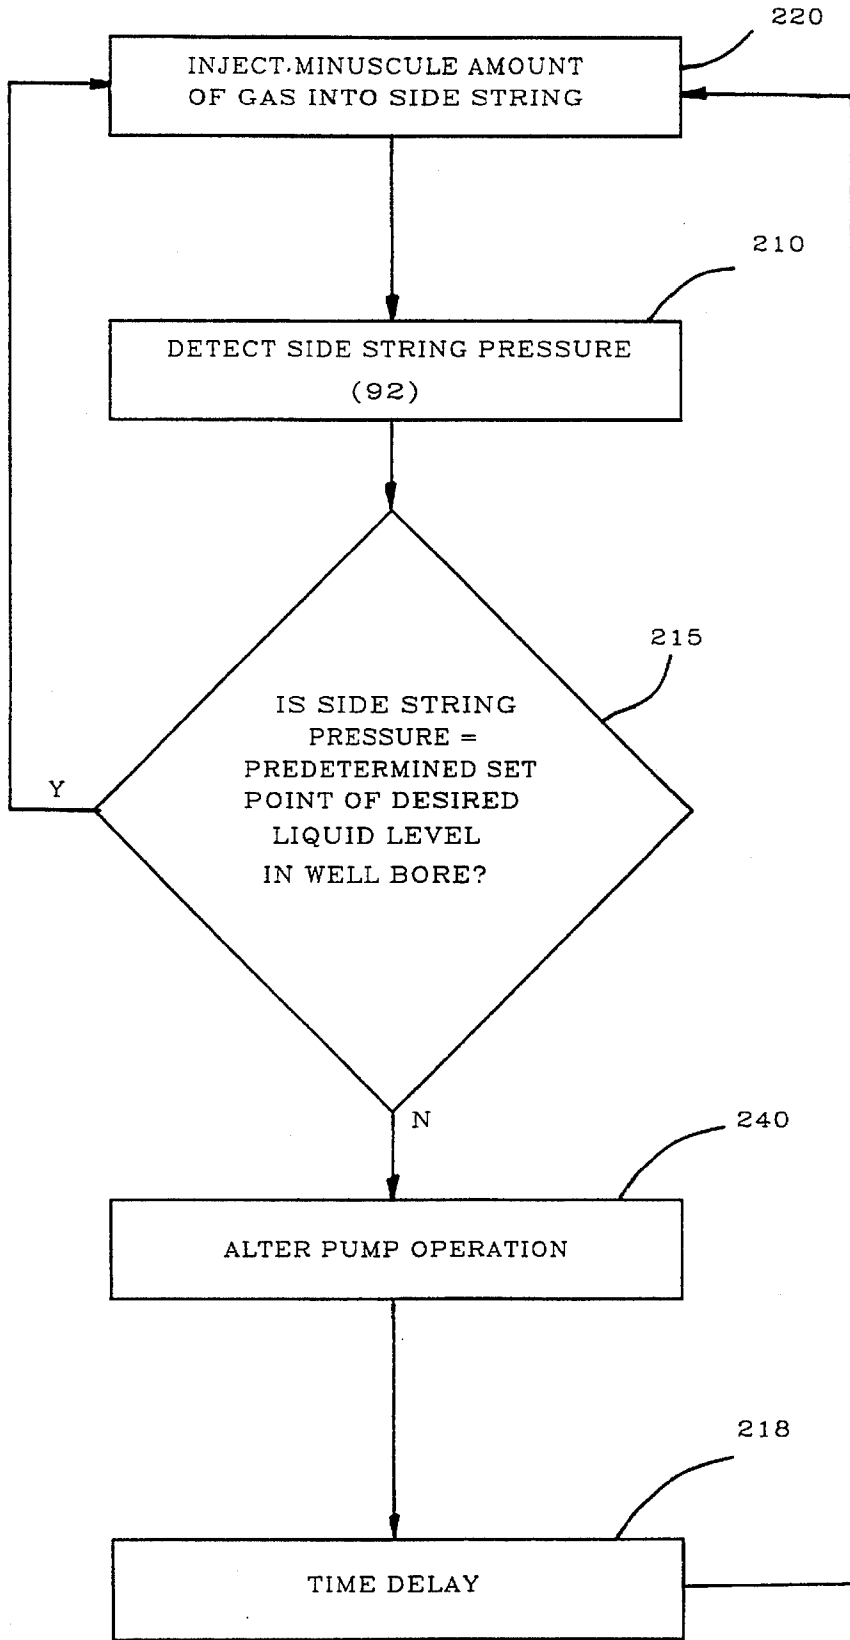 220
INJECT MINUSCULE AMOUNT
OF GAS INTO SIDE STRING
210
DETECT SIDE STRING PRESSURE
(92)
215
IS SIDE STRING
PRESSURE =
PREDETERMINED SET
POINT OF DESIRED
LIQUID LEVEL
IN WELL BORE?
Y
N
240
ALTER PUMP OPERATION
218
TIME DELAY